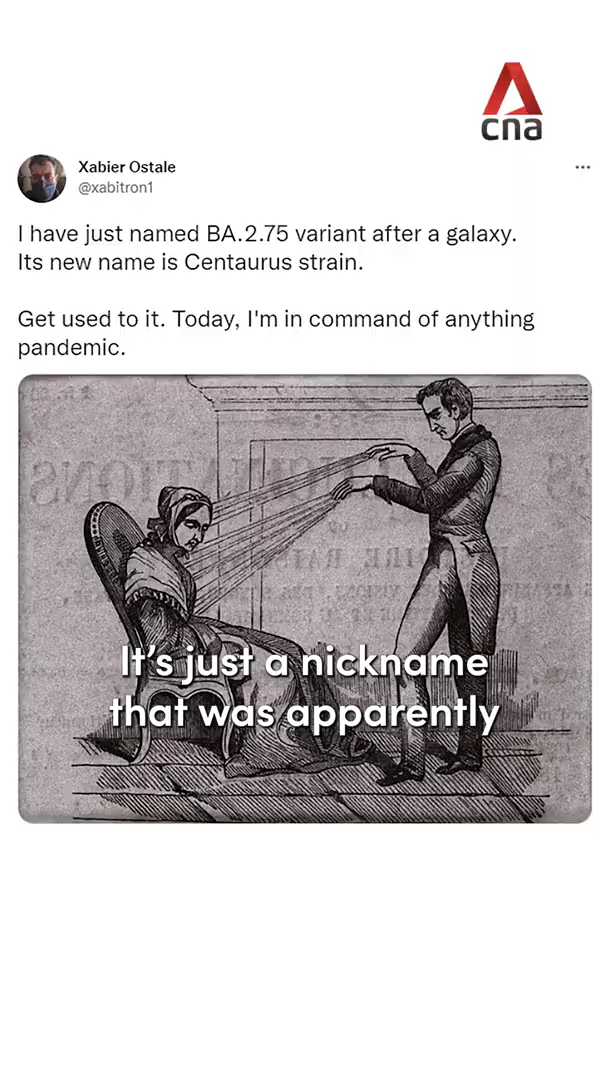 cna
Xabier Ostale
@xabitron1
I have just named BA.2.75 variant after a galaxy.
Its new name is Centaurus strain.
Get used to it. Today, I'm in command of anything
pandemic.
It's just a nickname
that was apparently